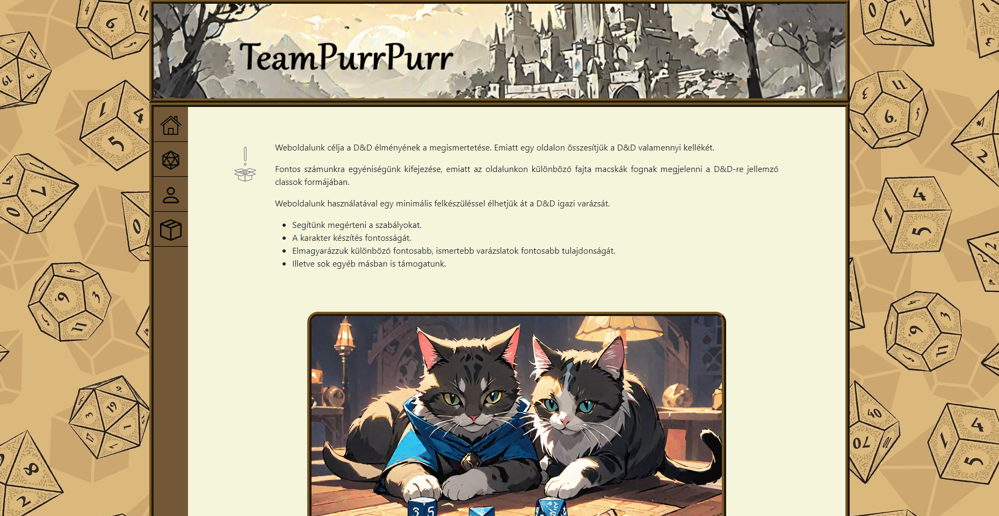 TeamPurrPurr
Weboldalunk célja a D&D élményének a megismertetése. Emiatt egy oldalon összesítjük a D&D valamennyi kellékét.
Fontos számunkra egyéniségünk kifejezése, emiatt az oldalunkon különböző fajta macskák fognak megjelenni a D&D-re jellemző
classok formájában.
Weboldalunk használatával egy minimális felkészüléssel élhetjük át a D&D igazi varázsát.
• Segítünk megérteni a szabályokat.
• A karakter készítés fontosságát.
• Elmagyarázzuk különböző fontosabb, ismertebb varázslatok fontosabb tulajdonságát.
• Illetve sok egyéb másban is támogatunk.